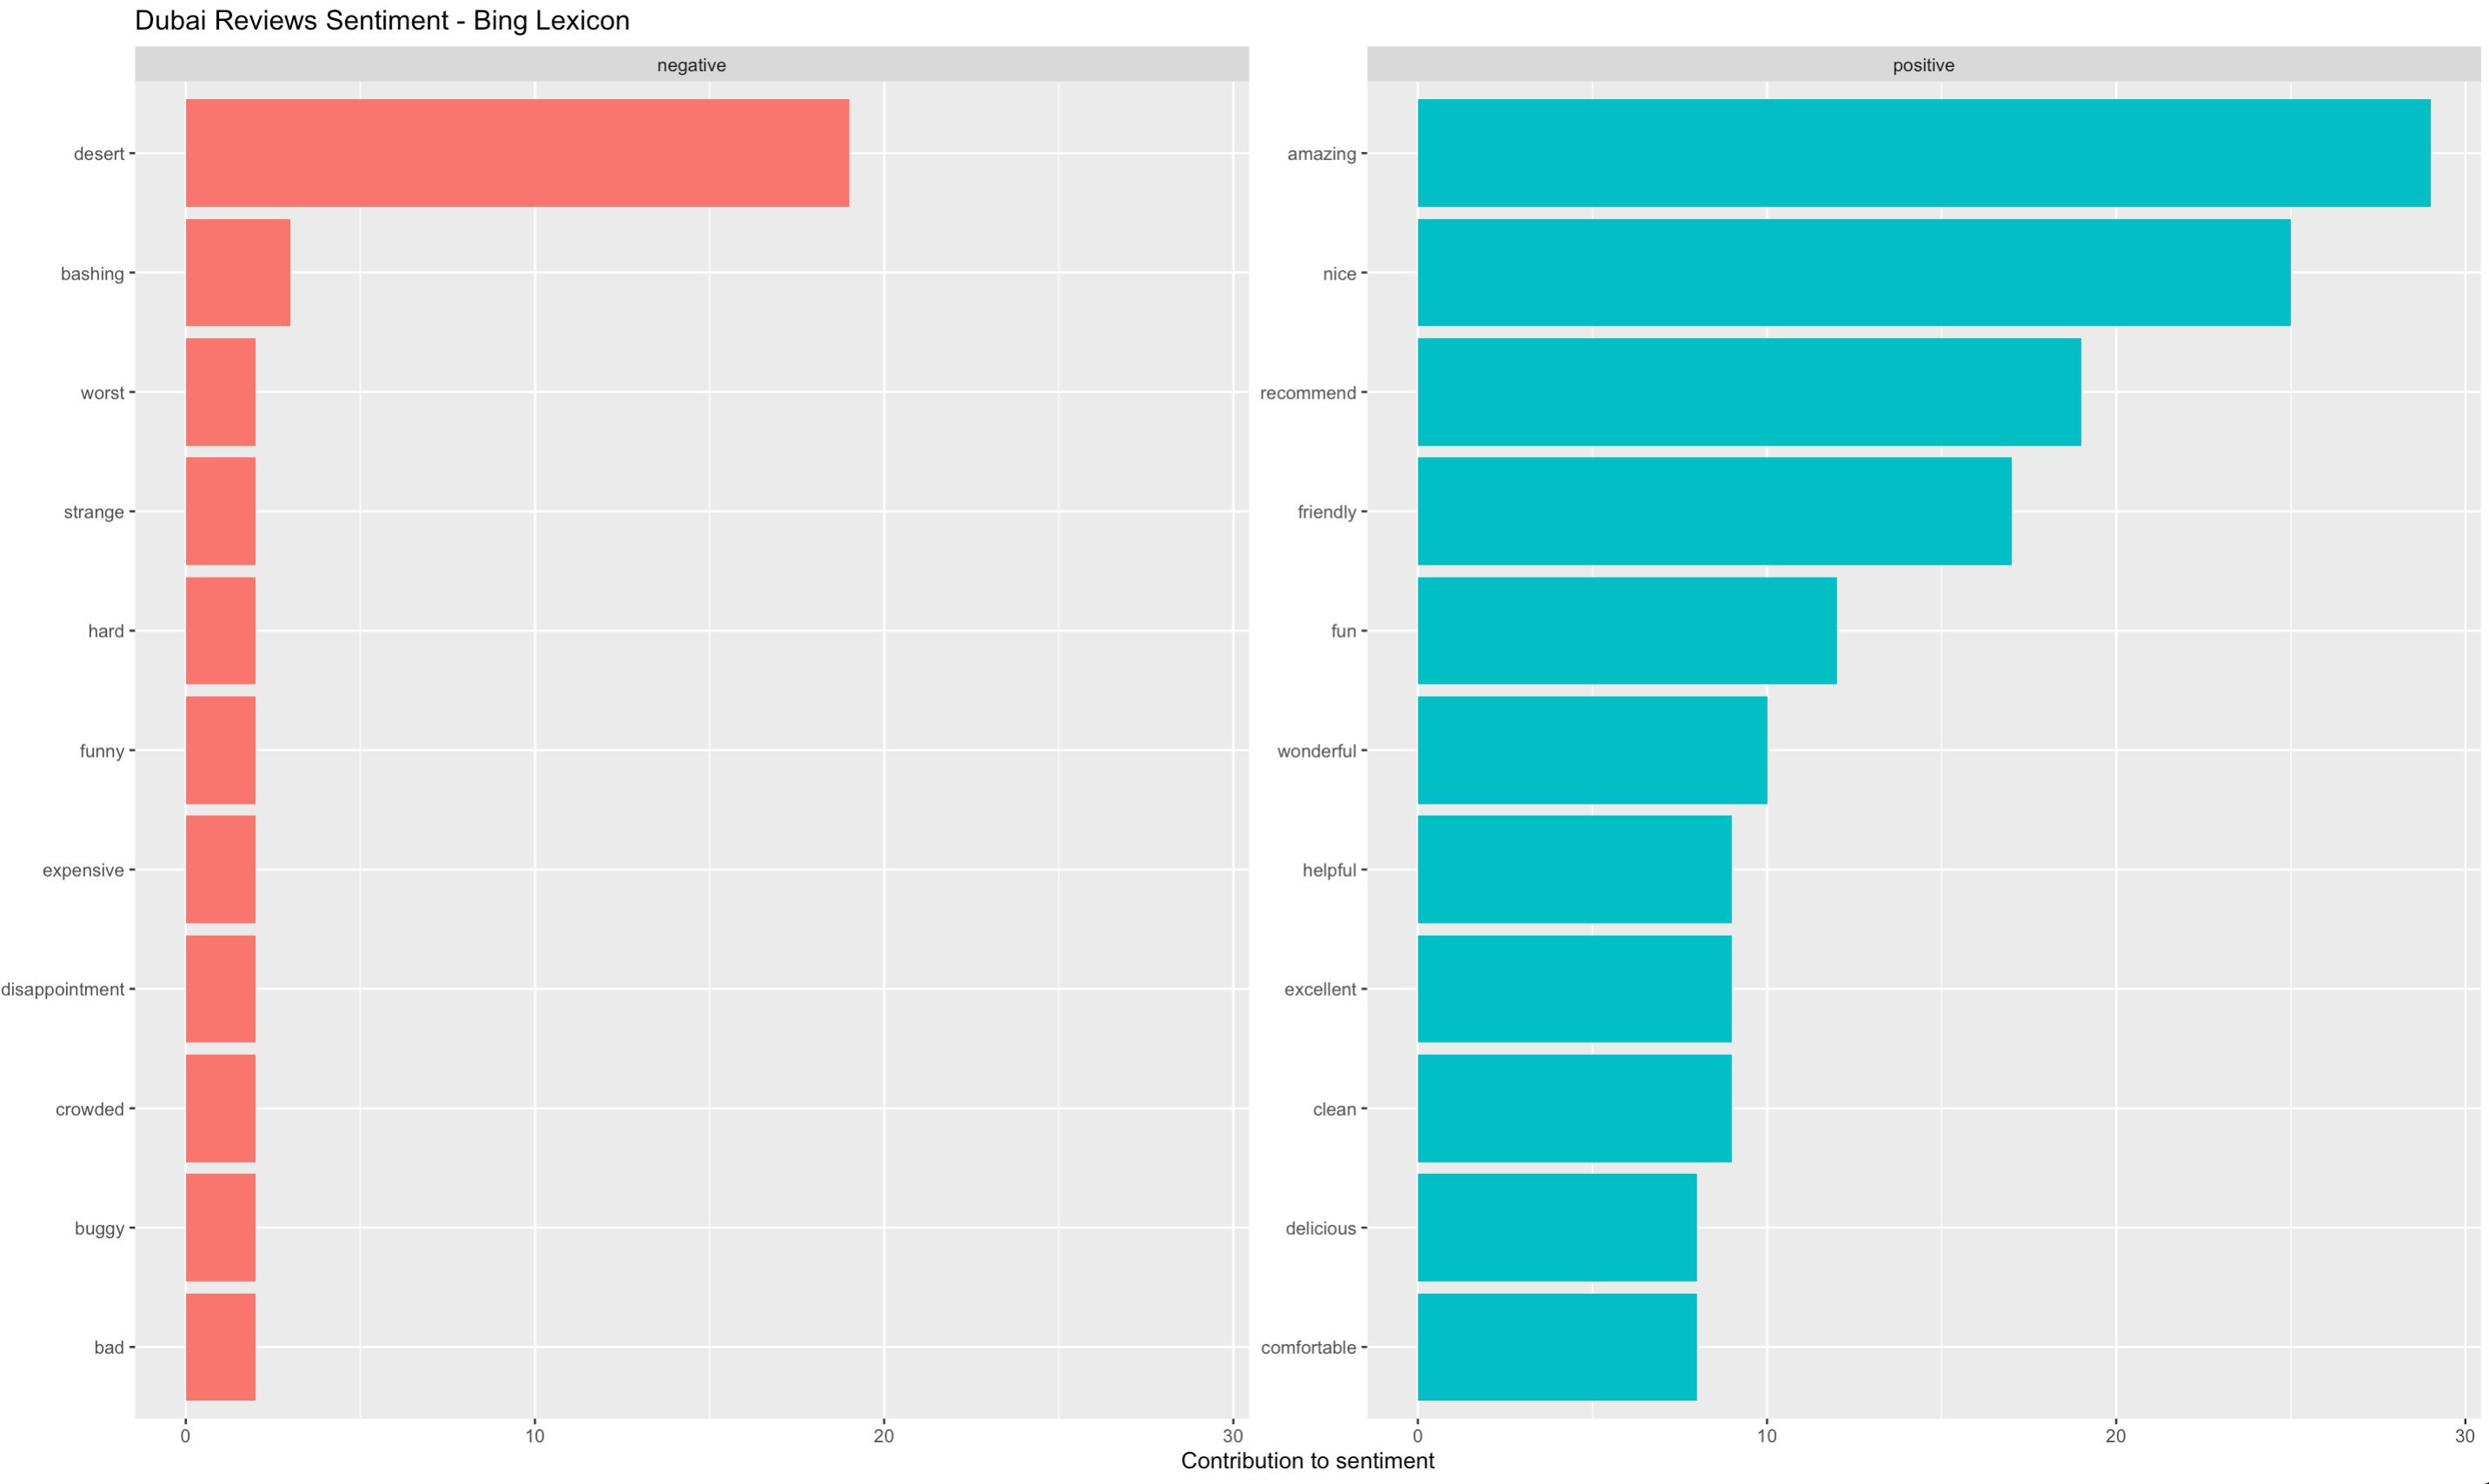 Dubai Reviews Sentiment - Bing Lexicon
negative
desert
bashing
worst
strange
hard
funny
expensive
disappointment
crowded
buggy
bad
0 10 20 30
positive
amazing
nice
recommend
friendly
fun
wonderful
helpful
excellent
clean
delicious
comfortable
0 10 20 30
Contribution to sentiment